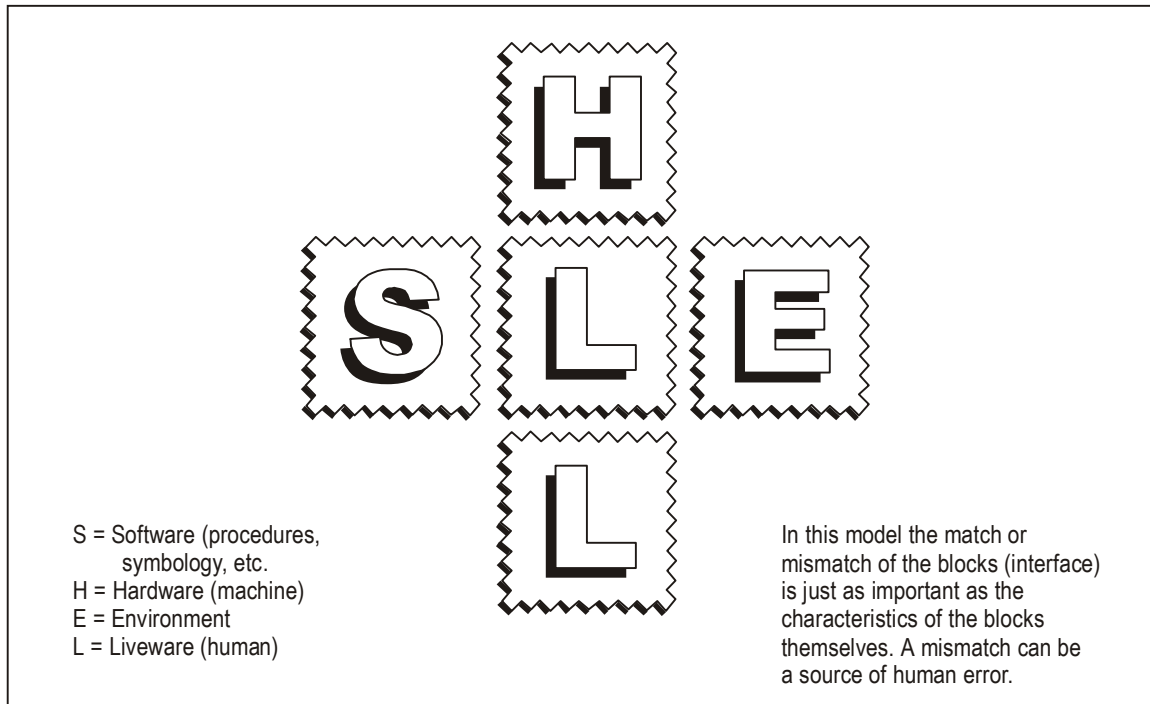 H
S L E
L
S = Software (procedures,
symbology, etc.
H = Hardware (machine)
E = Environment
L = Liveware (human)
In this model the match or
mismatch of the blocks (interface)
is just as important as the
characteristics of the blocks
themselves. A mismatch can be
a source of human error.